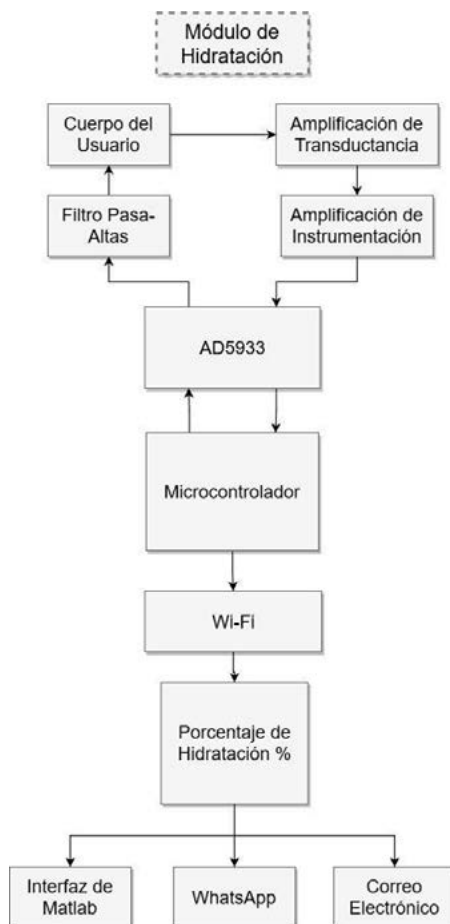 Módulo de
Hidratación
Cuerpo del
Usuario
Amplificación de
Transductancia
Filtro Pasa-
Altas
Amplificación de
Instrumentación
AD5933
Microcontrolador
Wi-Fi
Porcentaje de
Hidratación %
Interfaz de
Matlab
WhatsApp
Correo
Electrónico